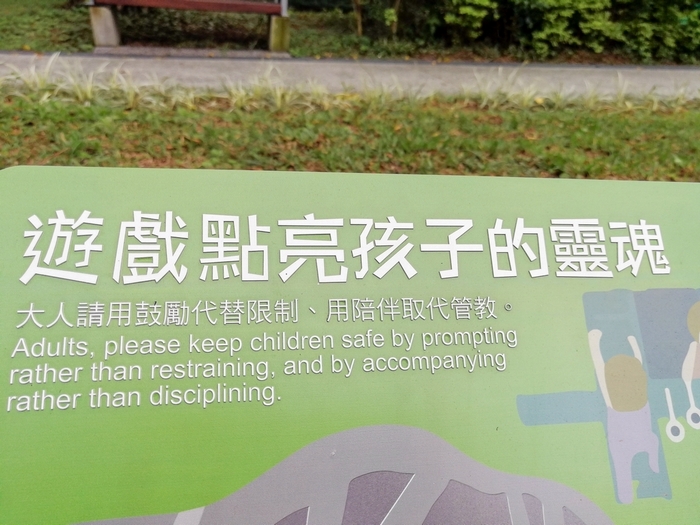 遊戲點亮孩子的靈魂
大人請用鼓勵代替限制、用陪伴取代管教。
Adults, please keep children safe by prompting
rather than restraining, and by accompanying
rather than disciplining.